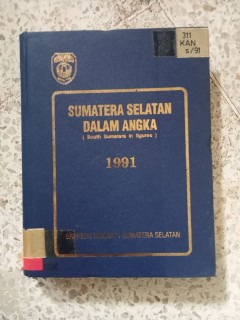 311
KAN
s/91
SUMATERA SELATAN
DALAM ANGKA
( South Sumatera in figures )
1991
SUMATERA SELATAN